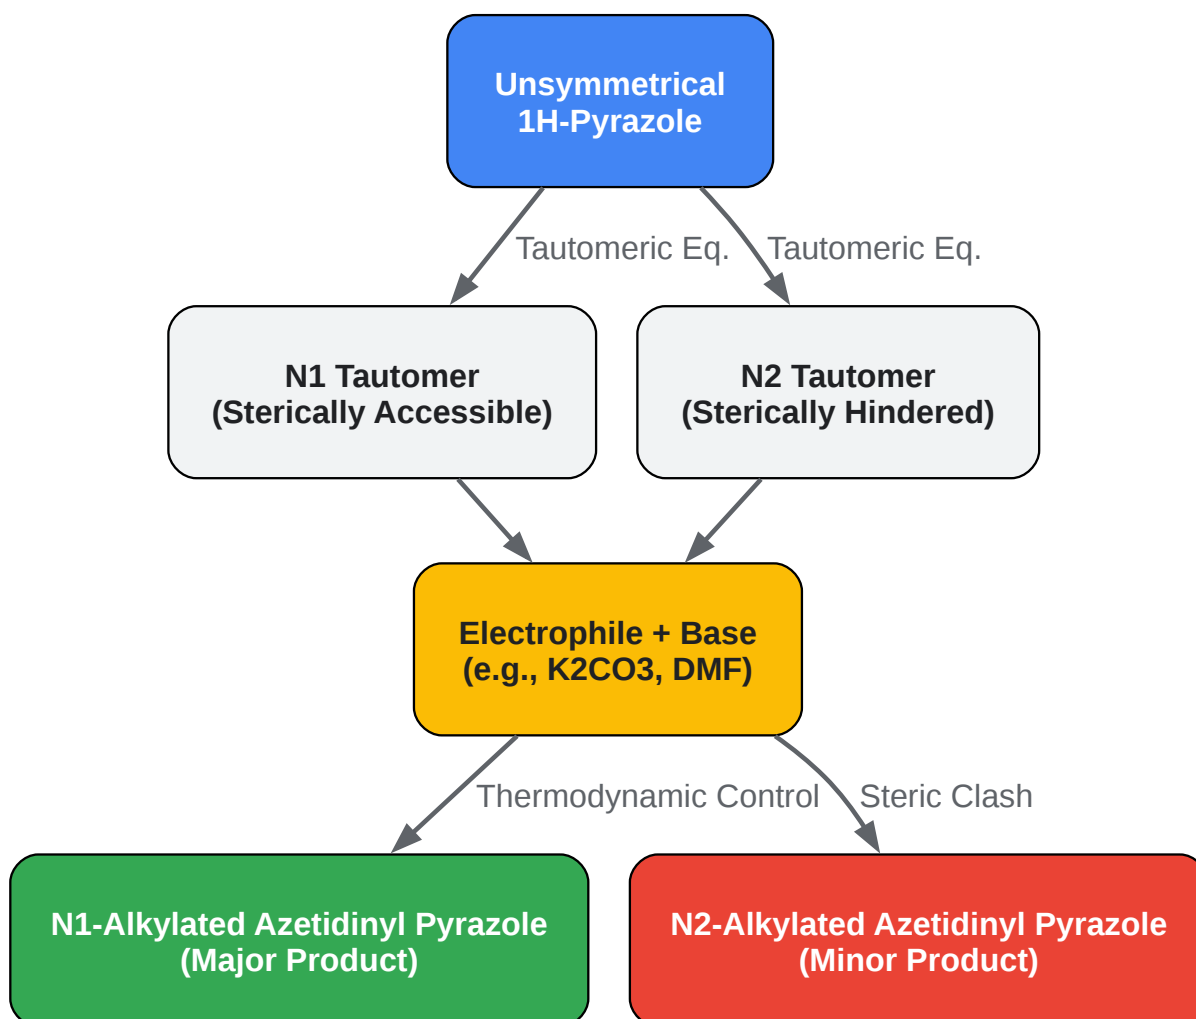 Unsymmetrical
1H-Pyrazole
Tautomeric Eq.
Tautomeric Eq.
N1 Tautomer
(Sterically Accessible)
N2 Tautomer
(Sterically Hindered)
Electrophile + Base
(e.g., K2CO3, DMF)
Thermodynamic Control
Steric Clash
N1-Alkylated Azetidinyl Pyrazole
(Major Product)
N2-Alkylated Azetidinyl Pyrazole
(Minor Product)